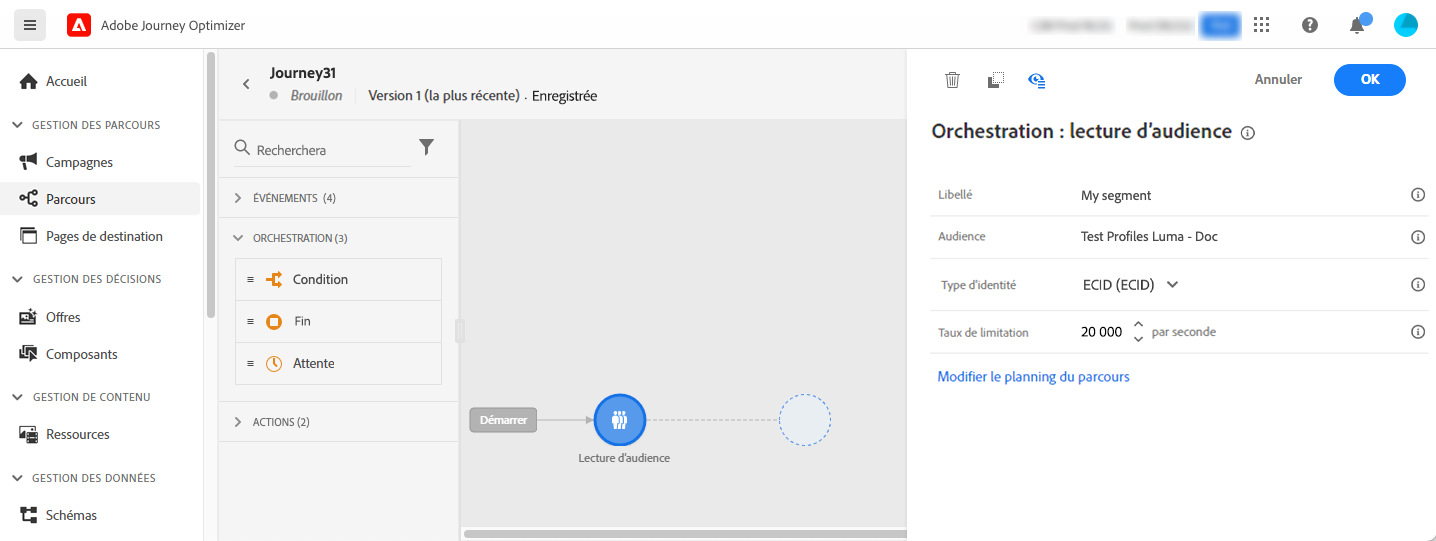 Adobe Journey Optimizer
Accueil
GESTION DES PARCOURS
Campagnes
Parcours
Pages de destination
GESTION DES DÉCISIONS
Offres
Composants
GESTION DE CONTENU
Ressources
GESTION DES DONNÉES
Schémas
Journey31
Brouillon Version 1 (la plus récente) . Enregistrée
Recherchera
ÉVÉNEMENTS (4)
ORCHESTRATION (3)
Condition
Fin
Attente
ACTIONS (2)
Démarrer
Lecture d'audience
Annuler OK
Orchestration : lecture d'audience
Libellé My segment
Audience Test Profiles Luma - Doc
Type d'identité ECID (ECID)
Taux de limitation 20 000 par seconde
Modifier le planning du parcours